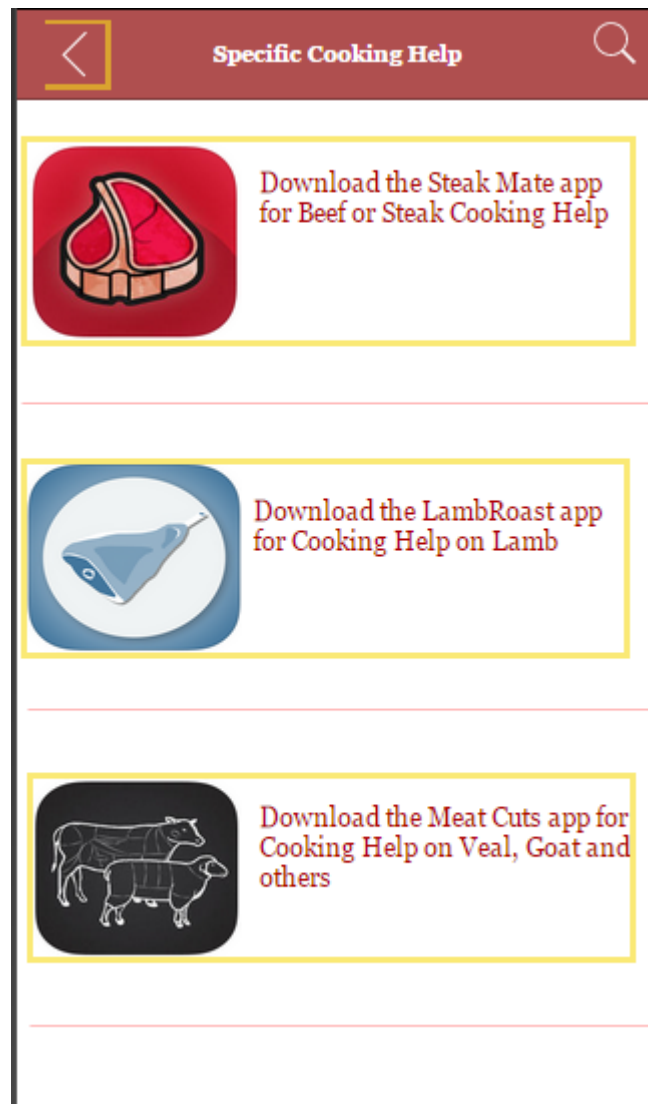 Specific Cooking Help
Download the Steak Mate app
for Beef or Steak Cooking Help
Download the LambRoast app
for Cooking Help on Lamb
Download the Meat Cuts app for
Cooking Help on Veal, Goat and
others